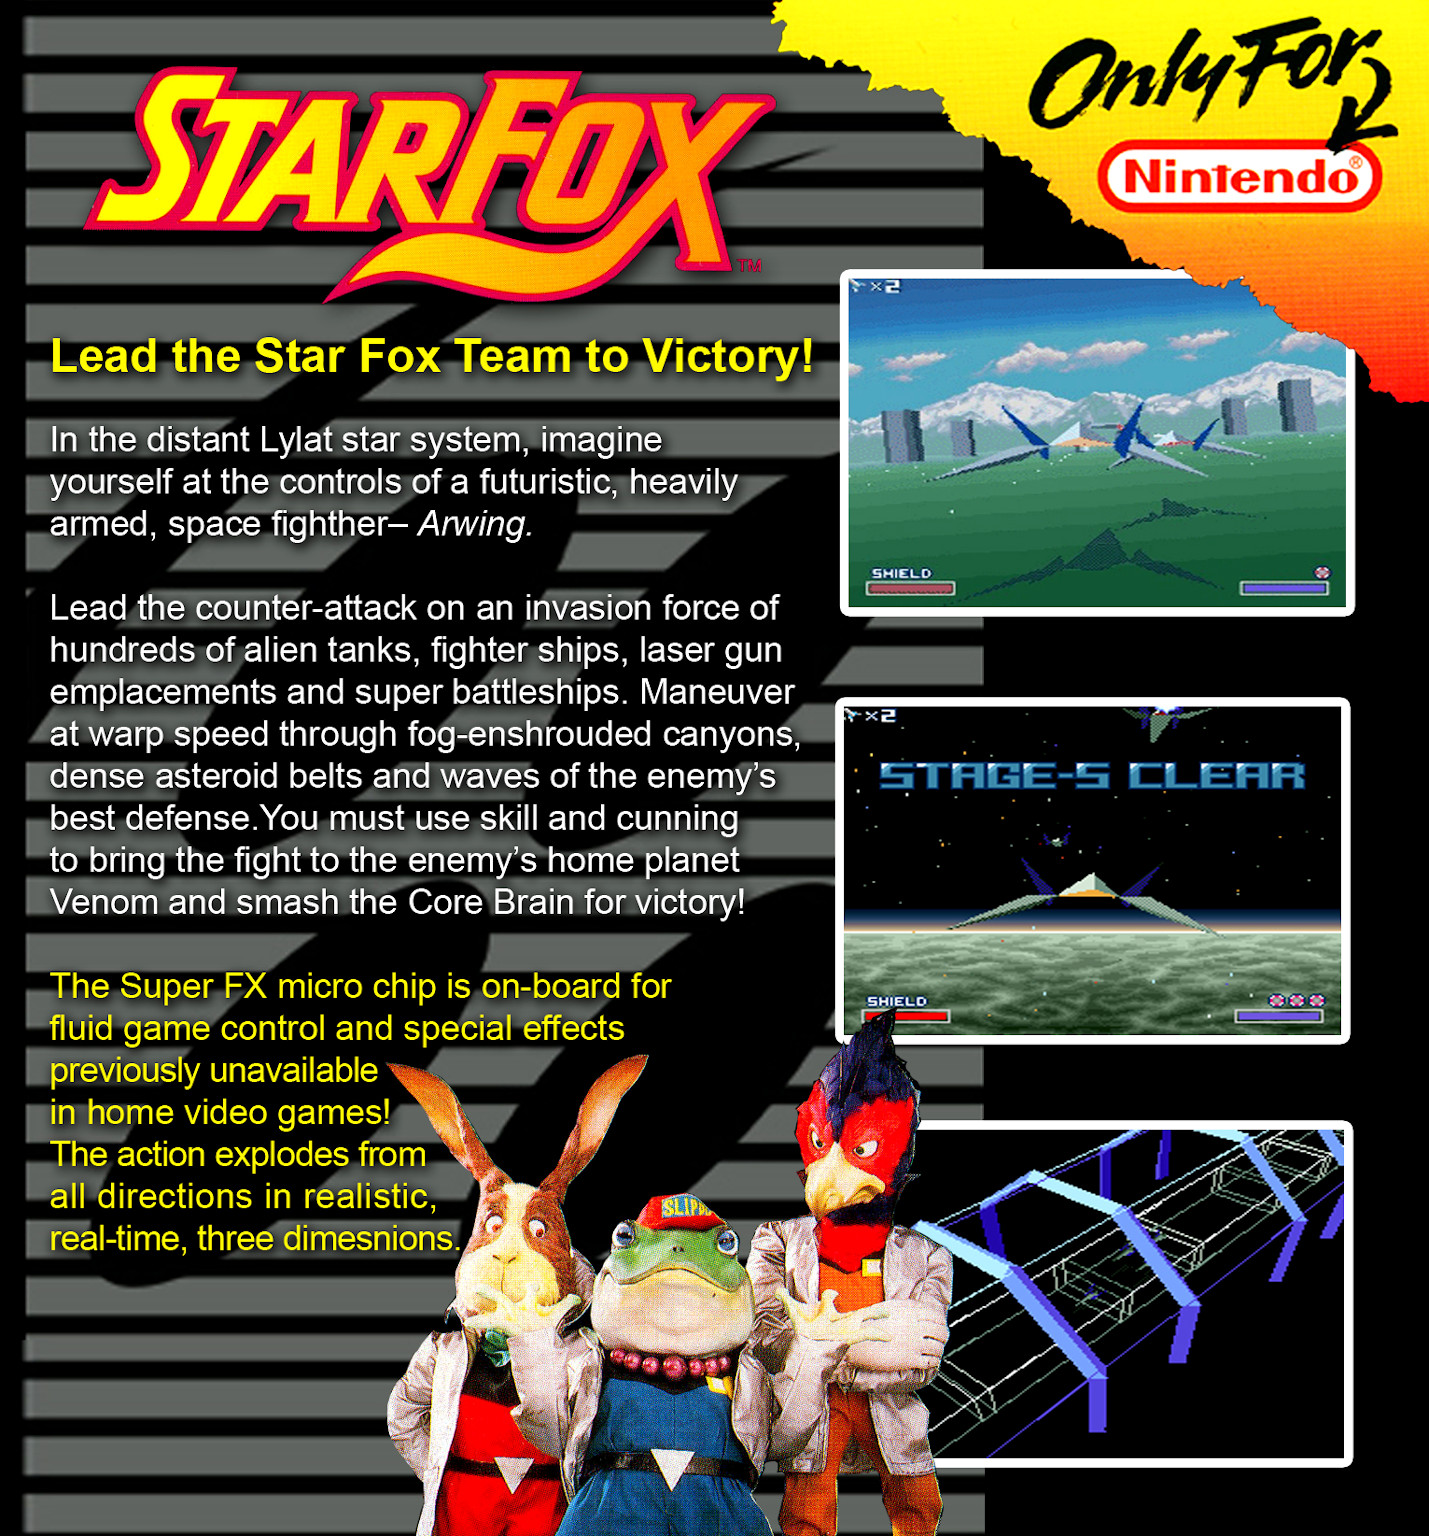 Only For
Nintendo®
STARFOX
TM
Lead the Star Fox Team to Victory!
In the distant Lylat star system, imagine
yourself at the controls of a futuristic, heavily
armed, space fighther– Arwing.
Lead the counter-attack on an invasion force of
hundreds of alien tanks, fighter ships, laser gun
emplacements and super battleships. Maneuver
at warp speed through fog-enshrouded canyons,
dense asteroid belts and waves of the enemy’s
best defense.You must use skill and cunning
to bring the fight to the enemy’s home planet
Venom and smash the Core Brain for victory!
The Super FX micro chip is on-board for
fluid game control and special effects
previously unavailable
in home video games!
The action explodes from
all directions in realistic,
real-time, three dimesnions.
×2
SHIELD
×2
STAGE-5 CLEAR
SHIELD
SLIPP